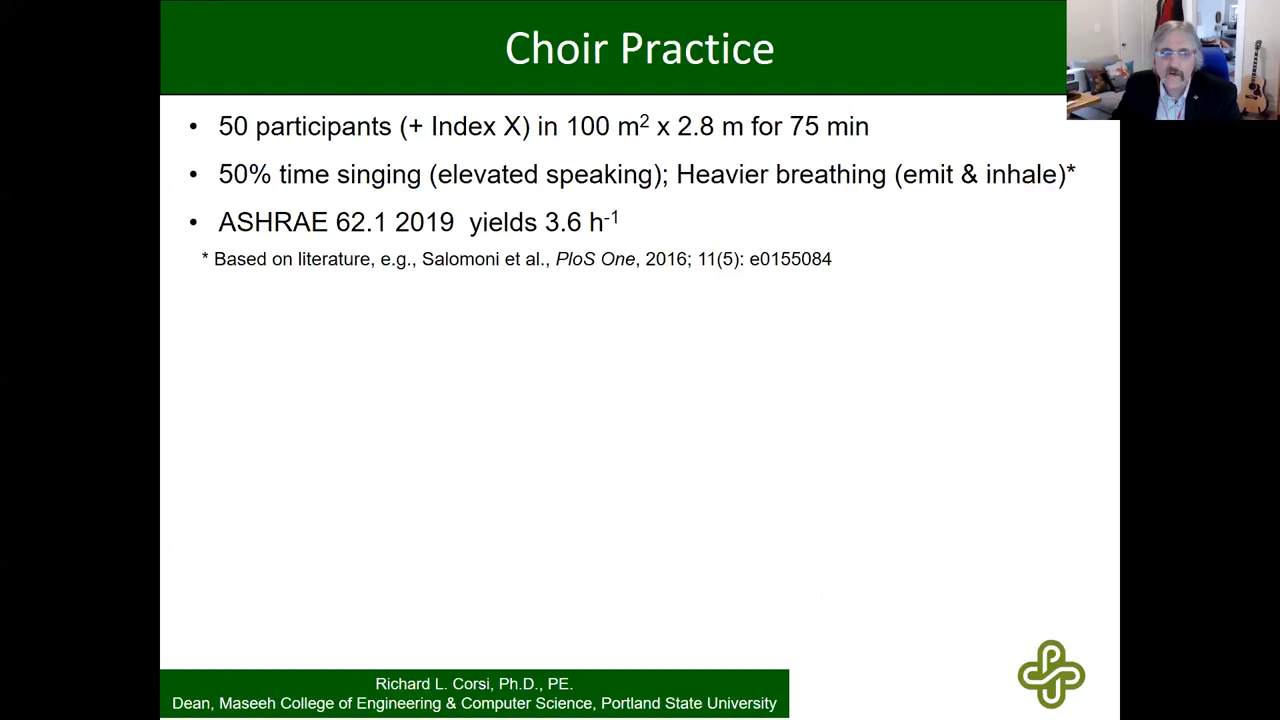 Choir Practice
• 50 participants (+ Index X) in 100 m² x 2.8 m for 75 min
• 50% time singing (elevated speaking); Heavier breathing (emit & inhale)*
• ASHRAE 62.1 2019 yields 3.6 h⁻¹
* Based on literature, e.g., Salomoni et al., PloS One, 2016; 11(5): e0155084
Richard L. Corsi, Ph.D., PE.
Dean, Maseeh College of Engineering & Computer Science, Portland State University